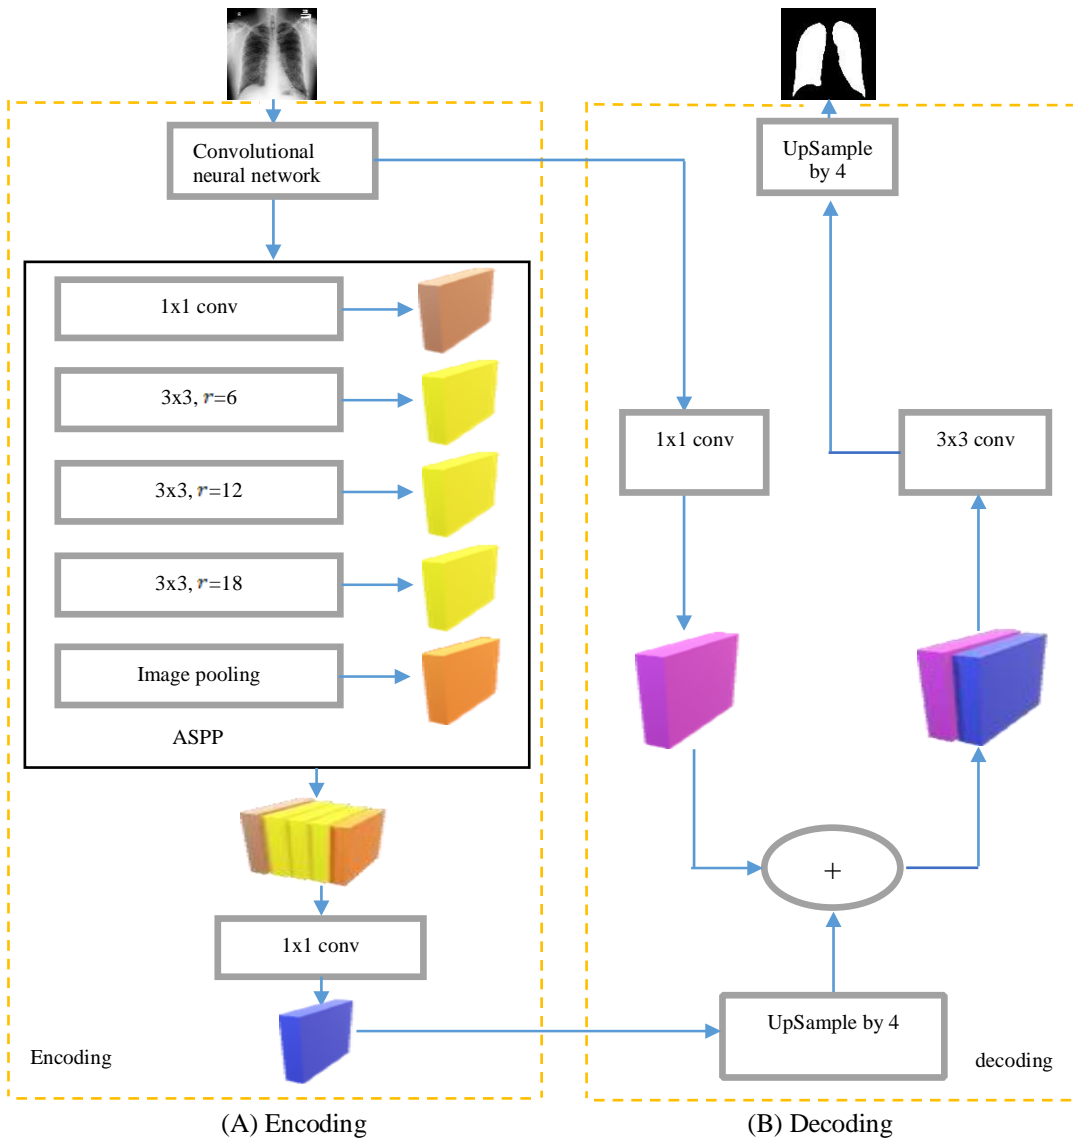 Convolutional
neural network
1x1 conv
3x3, r=6
3x3, r=12
3x3, r=18
Image pooling
ASPP
1x1 conv
Encoding
UpSample
by 4
1x1 conv
3x3 conv
+
UpSample by 4
decoding
(A) Encoding
(B) Decoding